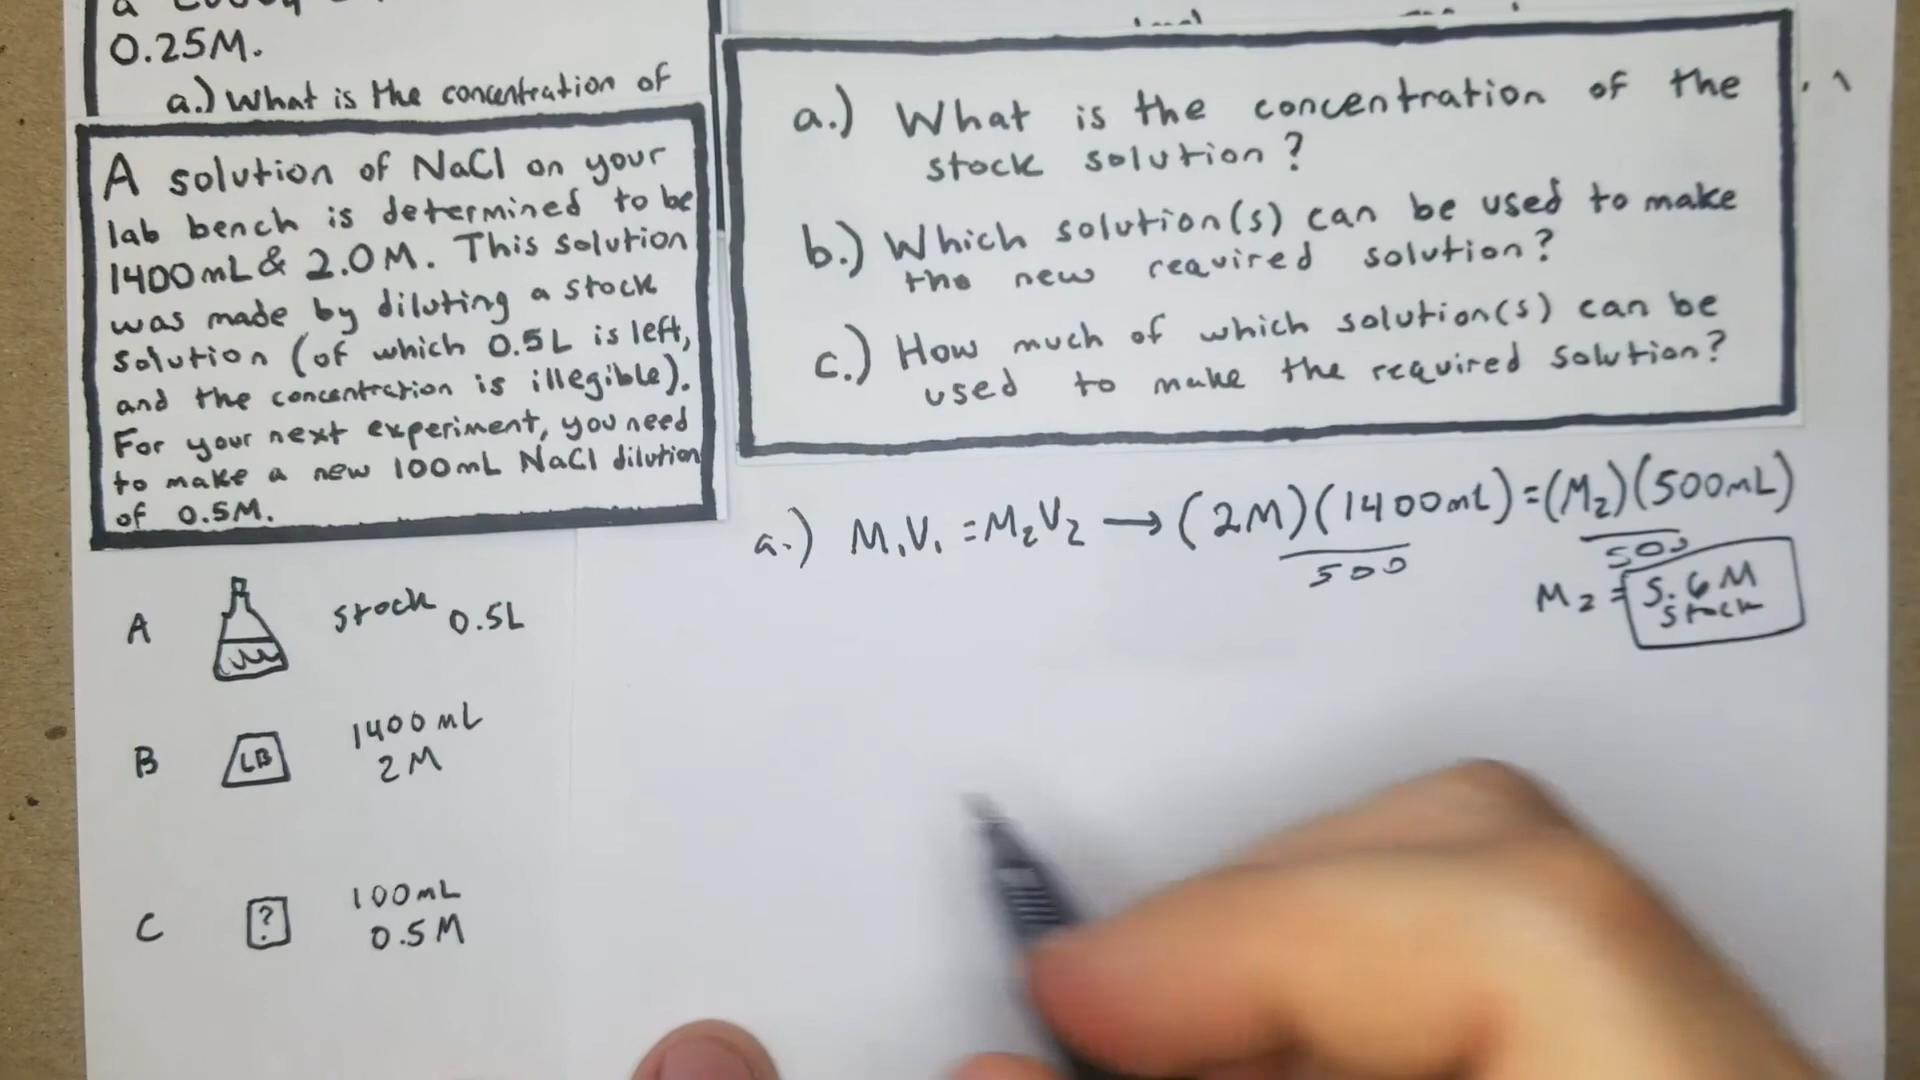 0.25M.
a.) What is the concentration of
A solution of NaCl on your
lab bench is determined to be
1400mL & 2.0M. This solution
was made by diluting a stock
solution (of which 0.5L is left,
and the concentration is illegible).
For your next experiment, you need
to make a new 100mL NaCl dilution
of 0.5M.
a.) What is the concentration of the
stock solution?
b.) Which solution(s) can be used to make
the new required solution?
c.) How much of which solution(s) can be
used to make the required solution?
a.) M₁V₁ = M₂V₂ → (2M)(1400mL) = (M₂)(500mL)
500 500
M₂ = 5.6M
stock
A stock 0.5L
B LB 1400mL
2M
C ? 100mL
0.5M